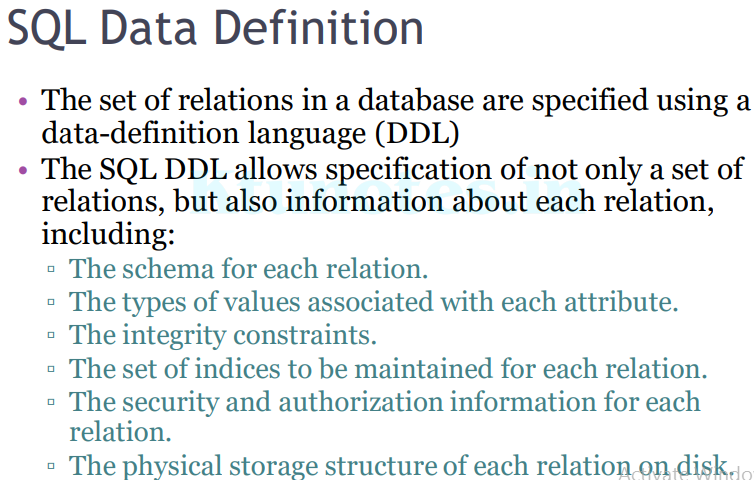 SQL Data Definition
• The set of relations in a database are specified using a
data-definition language (DDL)
• The SQL DDL allows specification of not only a set of
relations, but also information about each relation,
including:
▫ The schema for each relation.
▫ The types of values associated with each attribute.
▫ The integrity constraints.
▫ The set of indices to be maintained for each relation.
▫ The security and authorization information for each
relation.
▫ The physical storage structure of each relation on disk.
Ktunotes.in
Activate Windo